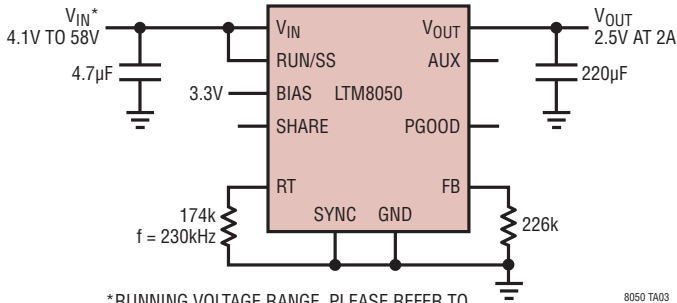 VIN*
4.1V TO 58V
VIN
VOUT
VOUT
2.5V AT 2A
RUN/SS
AUX
4.7µF
220µF
3.3V
BIAS
LTM8050
SHARE
PGOOD
RT
FB
174k
f = 230kHz
SYNC
GND
226k
*RUNNING VOLTAGE RANGE. PLEASE REFER TO
8050 TA03